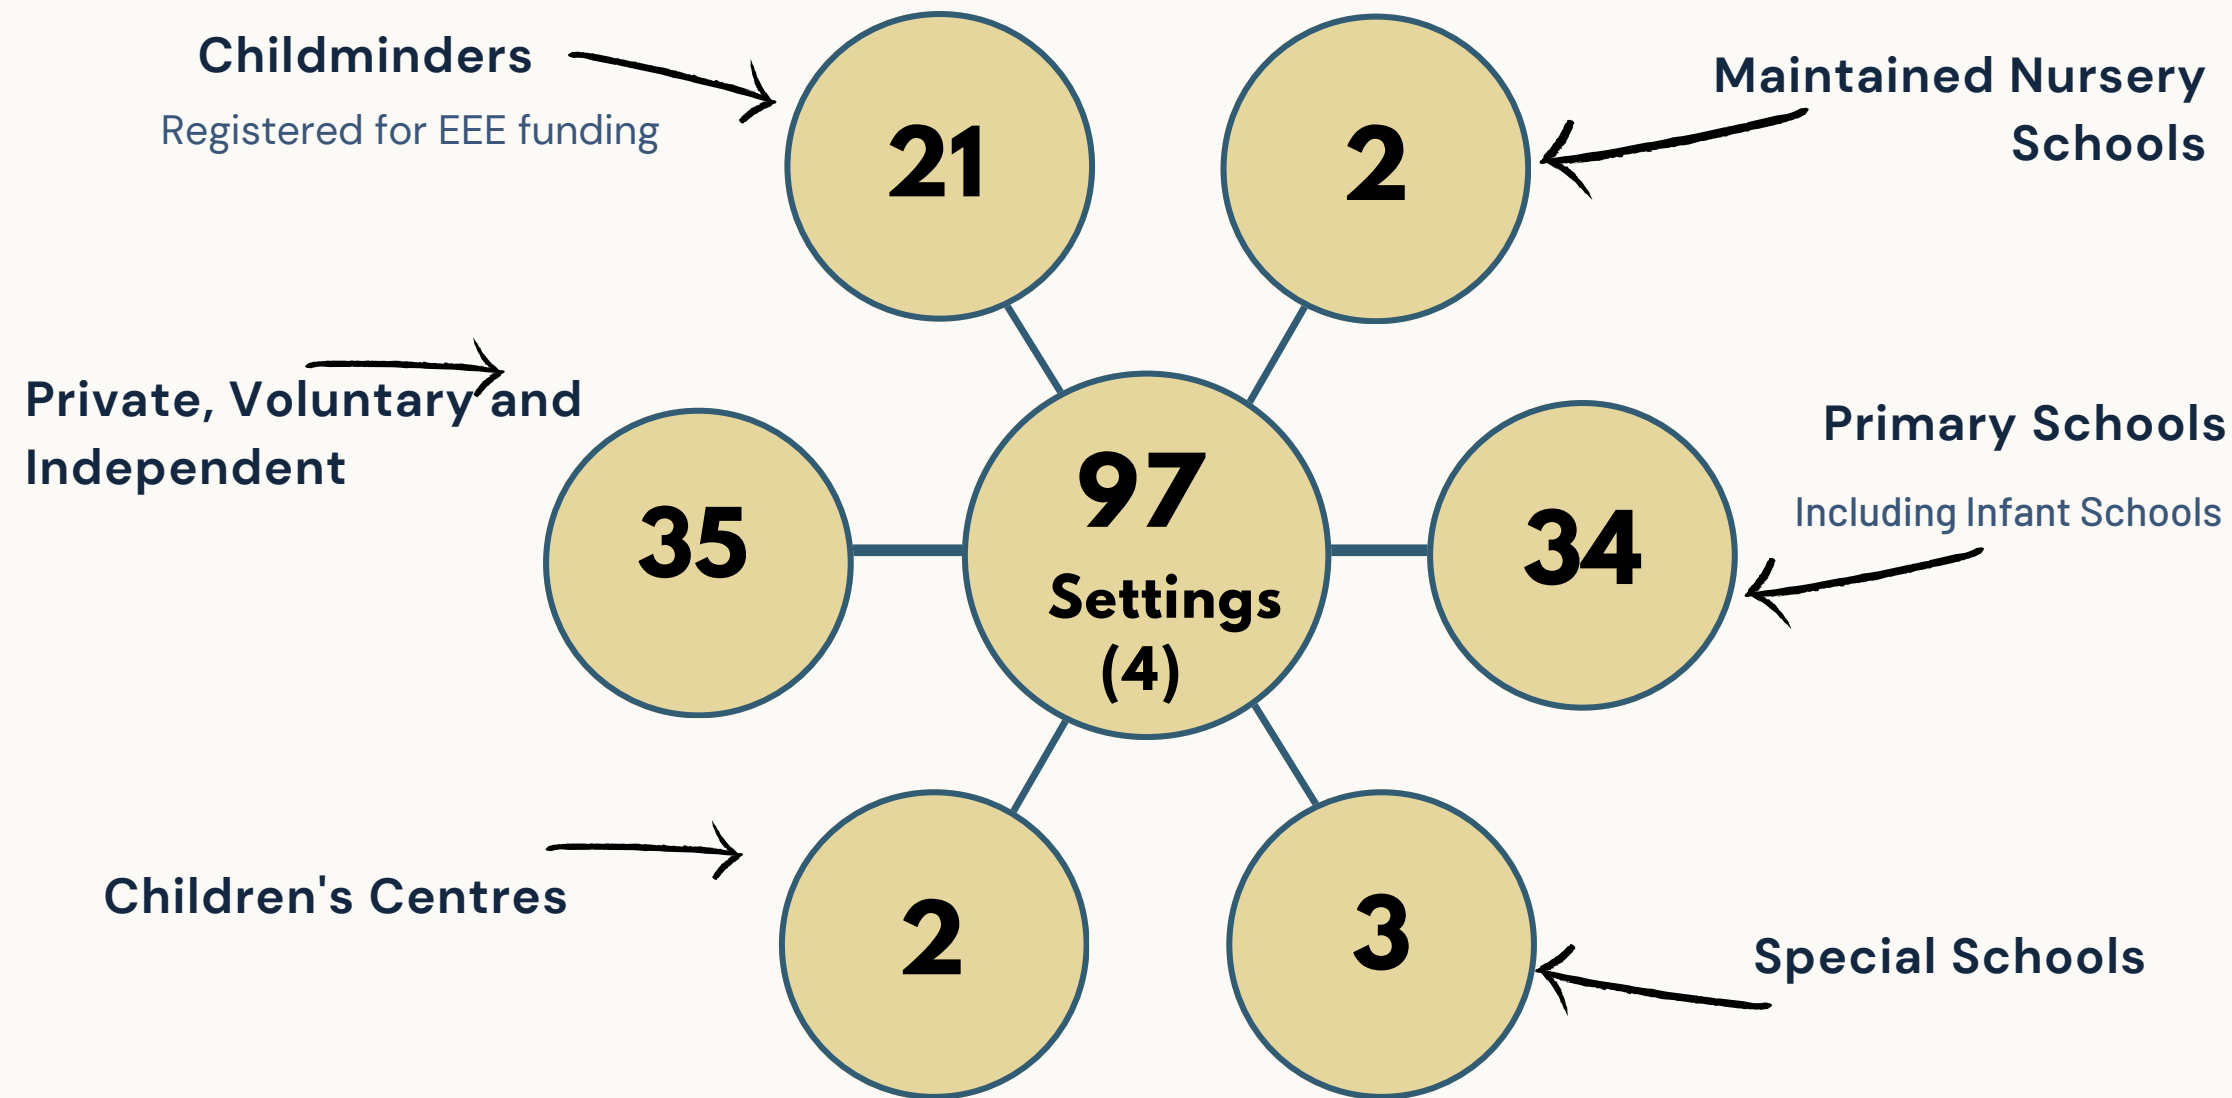 Childminders
Registered for EEE funding
21
2
Maintained Nursery
Schools
Private, Voluntary and
Independent
35
97
Settings
(4)
34
Primary Schools
Including Infant Schools
Children's Centres
2
3
Special Schools